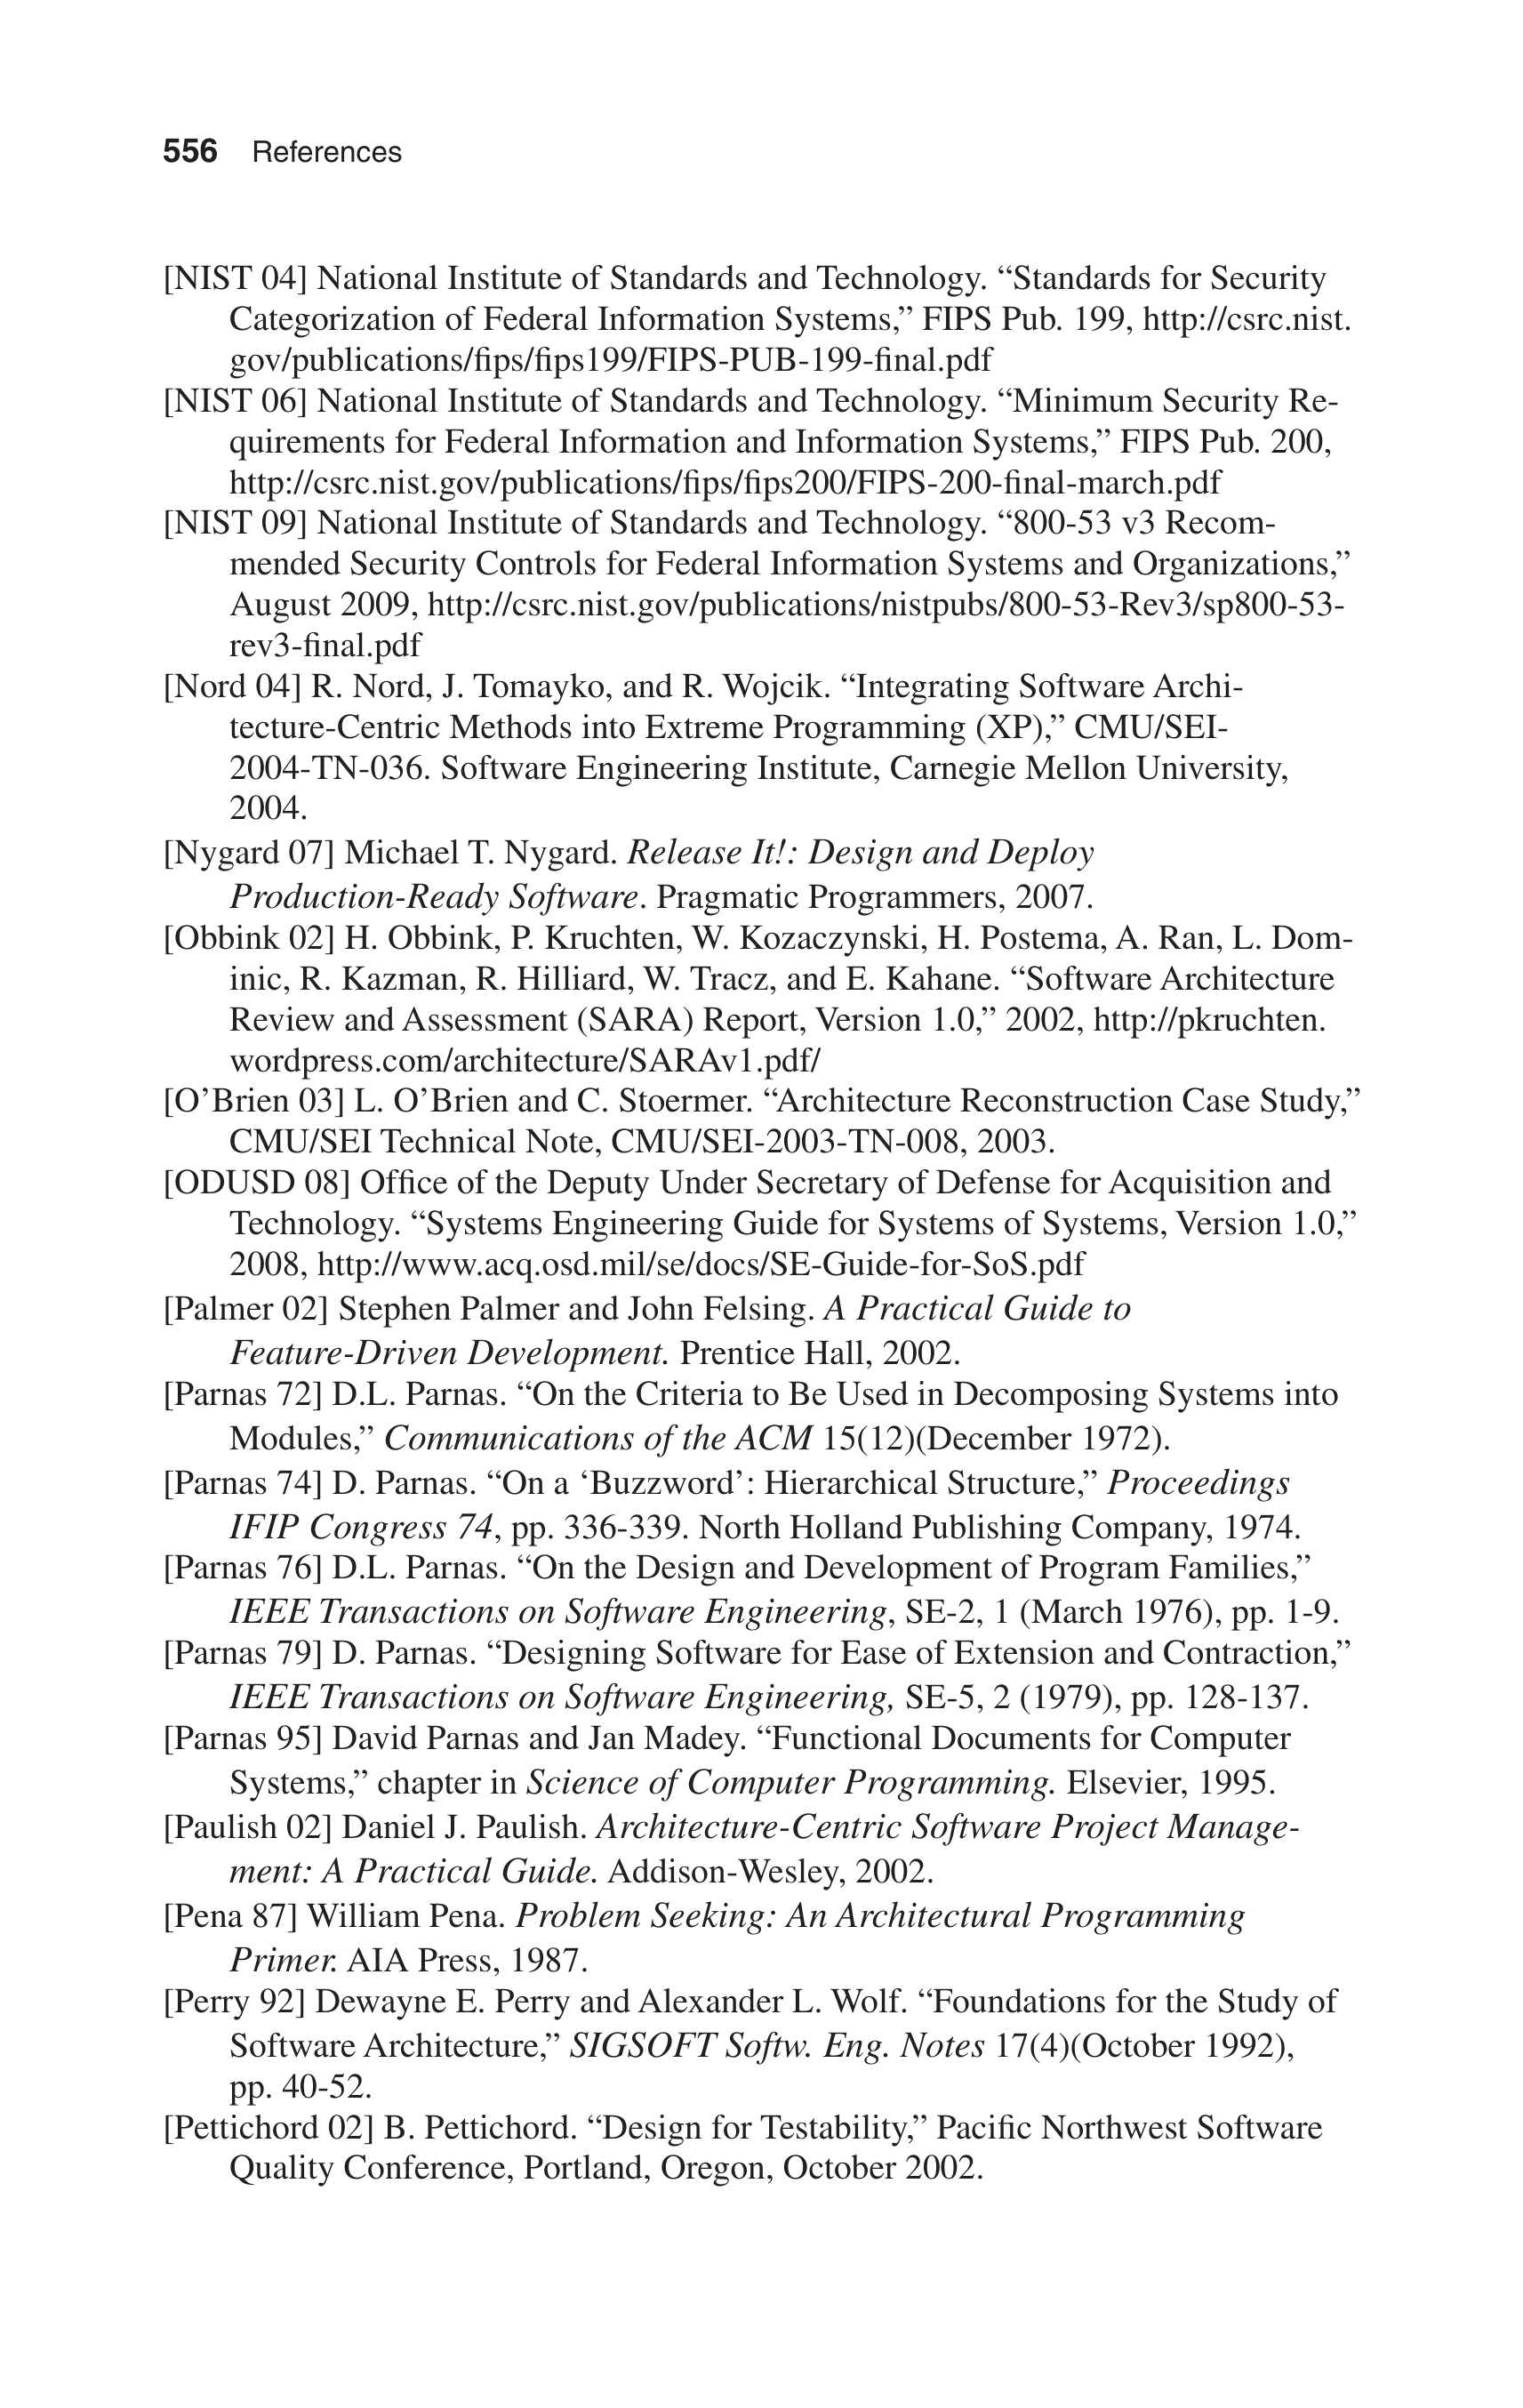 556 References
[NIST 04] National Institute of Standards and Technology. “Standards for Security
Categorization of Federal Information Systems,” FIPS Pub. 199, http://csrc.nist.
gov/publications/fips/fips199/FIPS-PUB-199-final.pdf
[NIST 06] National Institute of Standards and Technology. “Minimum Security Re-
quirements for Federal Information and Information Systems,” FIPS Pub. 200,
http://csrc.nist.gov/publications/fips/fips200/FIPS-200-final-march.pdf
[NIST 09] National Institute of Standards and Technology. “800-53 v3 Recom-
mended Security Controls for Federal Information Systems and Organizations,”
August 2009, http://csrc.nist.gov/publications/nistpubs/800-53-Rev3/sp800-53-
rev3-final.pdf
[Nord 04] R. Nord, J. Tomayko, and R. Wojcik. “Integrating Software Archi-
tecture-Centric Methods into Extreme Programming (XP),” CMU/SEI-
2004-TN-036. Software Engineering Institute, Carnegie Mellon University,
2004.
[Nygard 07] Michael T. Nygard. Release It!: Design and Deploy
Production-Ready Software. Pragmatic Programmers, 2007.
[Obbink 02] H. Obbink, P. Kruchten, W. Kozaczynski, H. Postema, A. Ran, L. Dom-
inic, R. Kazman, R. Hilliard, W. Tracz, and E. Kahane. “Software Architecture
Review and Assessment (SARA) Report, Version 1.0,” 2002, http://pkruchten.
wordpress.com/architecture/SARAv1.pdf/
[O’Brien 03] L. O’Brien and C. Stoermer. “Architecture Reconstruction Case Study,”
CMU/SEI Technical Note, CMU/SEI-2003-TN-008, 2003.
[ODUSD 08] Office of the Deputy Under Secretary of Defense for Acquisition and
Technology. “Systems Engineering Guide for Systems of Systems, Version 1.0,”
2008, http://www.acq.osd.mil/se/docs/SE-Guide-for-SoS.pdf
[Palmer 02] Stephen Palmer and John Felsing. A Practical Guide to
Feature-Driven Development. Prentice Hall, 2002.
[Parnas 72] D.L. Parnas. “On the Criteria to Be Used in Decomposing Systems into
Modules,” Communications of the ACM 15(12)(December 1972).
[Parnas 74] D. Parnas. “On a ‘Buzzword’: Hierarchical Structure,” Proceedings
IFIP Congress 74, pp. 336-339. North Holland Publishing Company, 1974.
[Parnas 76] D.L. Parnas. “On the Design and Development of Program Families,”
IEEE Transactions on Software Engineering, SE-2, 1 (March 1976), pp. 1-9.
[Parnas 79] D. Parnas. “Designing Software for Ease of Extension and Contraction,”
IEEE Transactions on Software Engineering, SE-5, 2 (1979), pp. 128-137.
[Parnas 95] David Parnas and Jan Madey. “Functional Documents for Computer
Systems,” chapter in Science of Computer Programming. Elsevier, 1995.
[Paulish 02] Daniel J. Paulish. Architecture-Centric Software Project Manage-
ment: A Practical Guide. Addison-Wesley, 2002.
[Pena 87] William Pena. Problem Seeking: An Architectural Programming
Primer. AIA Press, 1987.
[Perry 92] Dewayne E. Perry and Alexander L. Wolf. “Foundations for the Study of
Software Architecture,” SIGSOFT Softw. Eng. Notes 17(4)(October 1992),
pp. 40-52.
[Pettichord 02] B. Pettichord. “Design for Testability,” Pacific Northwest Software
Quality Conference, Portland, Oregon, October 2002.